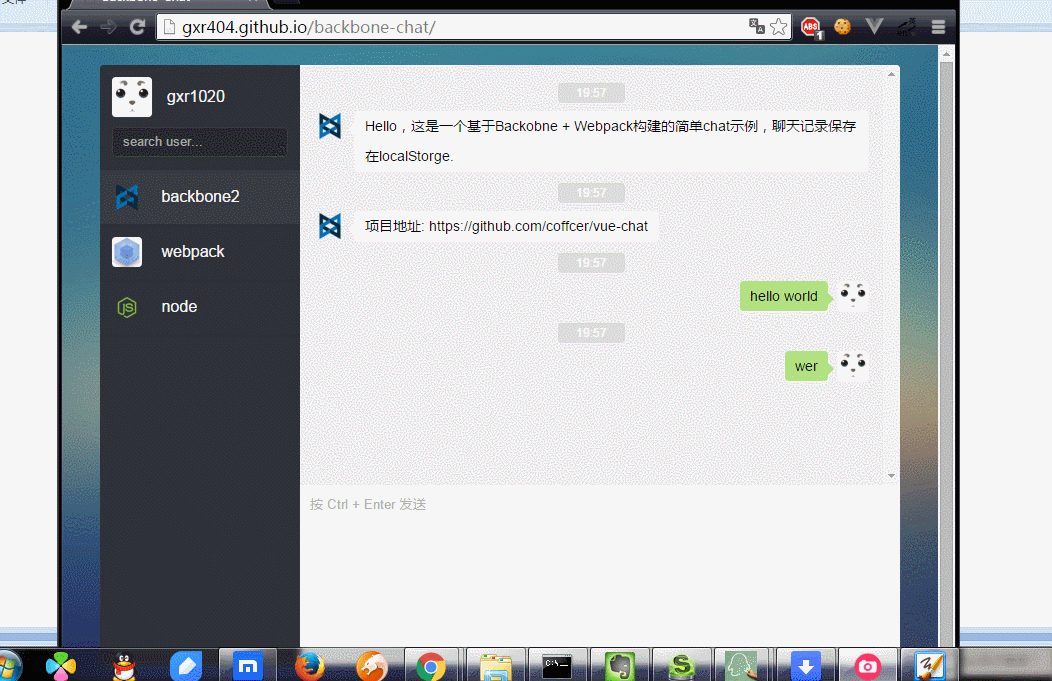 gxr404.github.io/backbone-chat/
ABS
1
gxr1020
search user...
backbone2
webpack
node
19:57
Hello，这是一个基于Backobne + Webpack构建的简单chat示例，聊天记录保存
在localStorge.
19:57
项目地址: https://github.com/coffcer/vue-chat
19:57
hello world
19:57
wer
按 Ctrl + Enter 发送